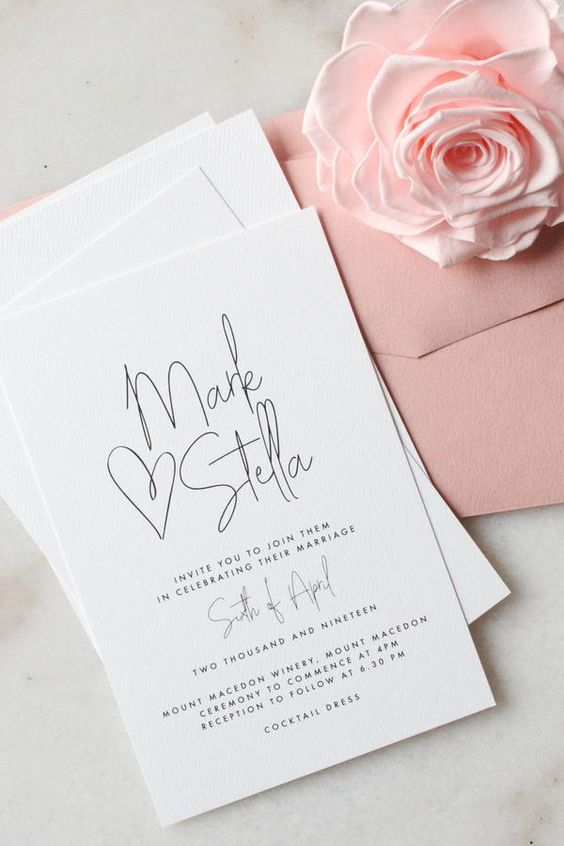 Mark
Stella
INVITE YOU TO JOIN THEM
IN CELEBRATING THEIR MARRIAGE
Sixth of April
TWO THOUSAND AND NINETEEN
MOUNT MACEDON WINERY, MOUNT MACEDON
CEREMONY TO COMMENCE AT 4PM
RECEPTION TO FOLLOW AT 6.30 PM
COCKTAIL DRESS